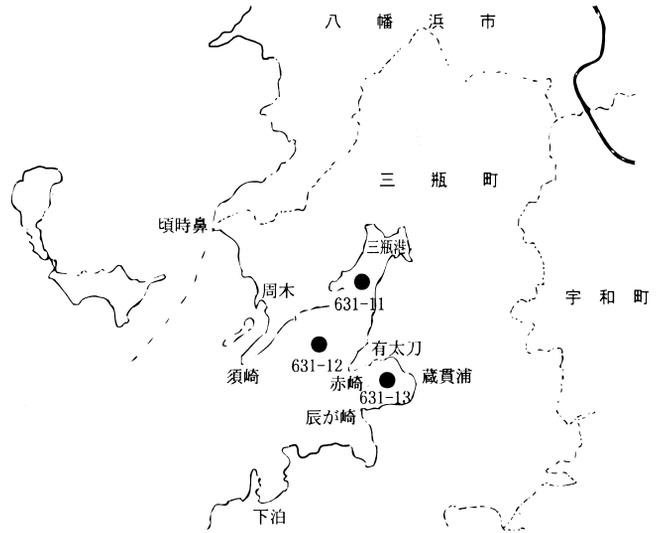 八幡浜市
三瓶町
頃時鼻
三瓶港
周木
631-11
宇和町
631-12
有太刀
須崎
赤崎
蔵貫浦
631-13
辰が崎
下泊